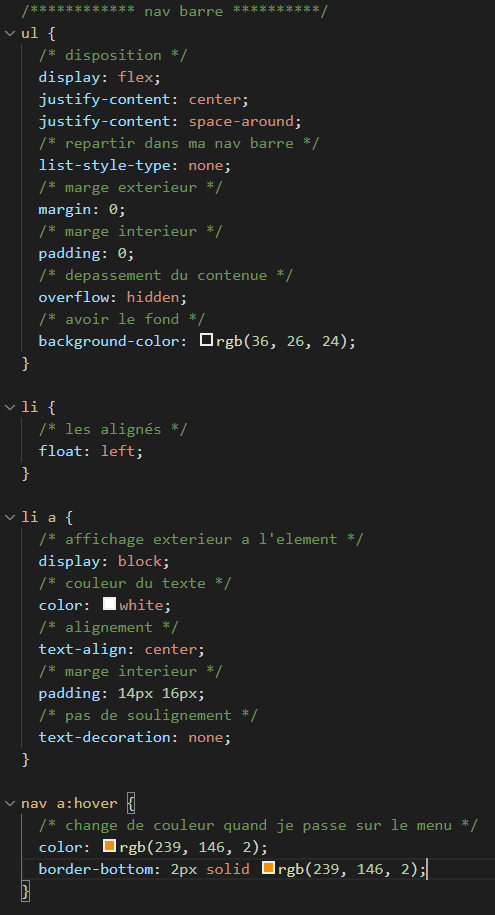 /************ nav barre **********/
ul {
/* disposition */
display: flex;
justify-content: center;
justify-content: space-around;
/* repartir dans ma nav barre */
list-style-type: none;
/* marge exterieur */
margin: 0;
/* marge interieur */
padding: 0;
/* depassement du contenue */
overflow: hidden;
/* avoir le fond */
background-color: rgb(36, 26, 24);
}
li {
/* les alignés */
float: left;
}
li a {
/* affichage exterieur a l'element */
display: block;
/* couleur du texte */
color: white;
/* alignement */
text-align: center;
/* marge interieur */
padding: 14px 16px;
/* pas de soulignement */
text-decoration: none;
}
nav a:hover {
/* change de couleur quand je passe sur le menu */
color: rgb(239, 146, 2);
border-bottom: 2px solid rgb(239, 146, 2);
}